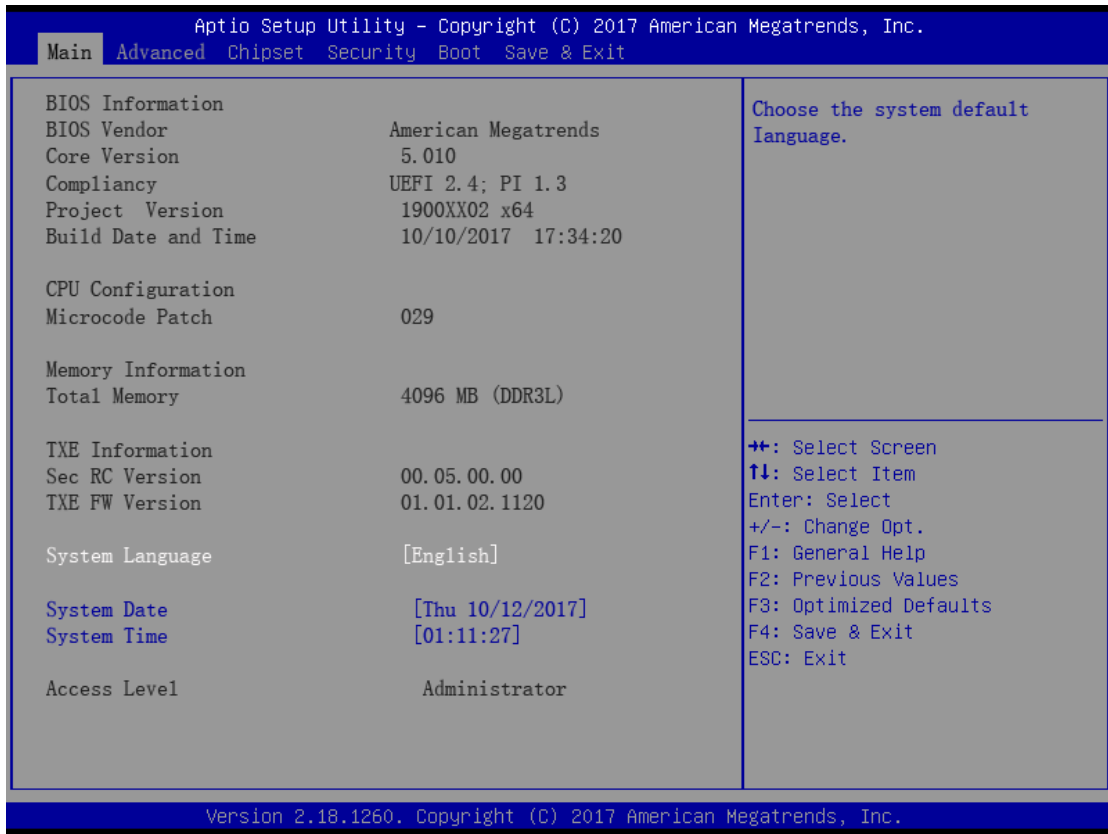 Aptio Setup Utility – Copyright (C) 2017 American Megatrends, Inc.
Main Advanced Chipset Security Boot Save & Exit
BIOS Information
BIOS Vendor American Megatrends
Core Version 5.010
Compliancy UEFI 2.4; PI 1.3
Project Version 1900XX02 x64
Build Date and Time 10/10/2017 17:34:20
CPU Configuration
Microcode Patch 029
Memory Information
Total Memory 4096 MB (DDR3L)
TXE Information
Sec RC Version 00.05.00.00
TXE FW Version 01.01.02.1120
System Language [English]
System Date [Thu 10/12/2017]
System Time [01:11:27]
Access Level Administrator
Choose the system default
Ianguage.
→←: Select Screen
↑↓: Select Item
Enter: Select
+/-: Change Opt.
F1: General Help
F2: Previous Values
F3: Optimized Defaults
F4: Save & Exit
ESC: Exit
Version 2.18.1260. Copyright (C) 2017 American Megatrends, Inc.